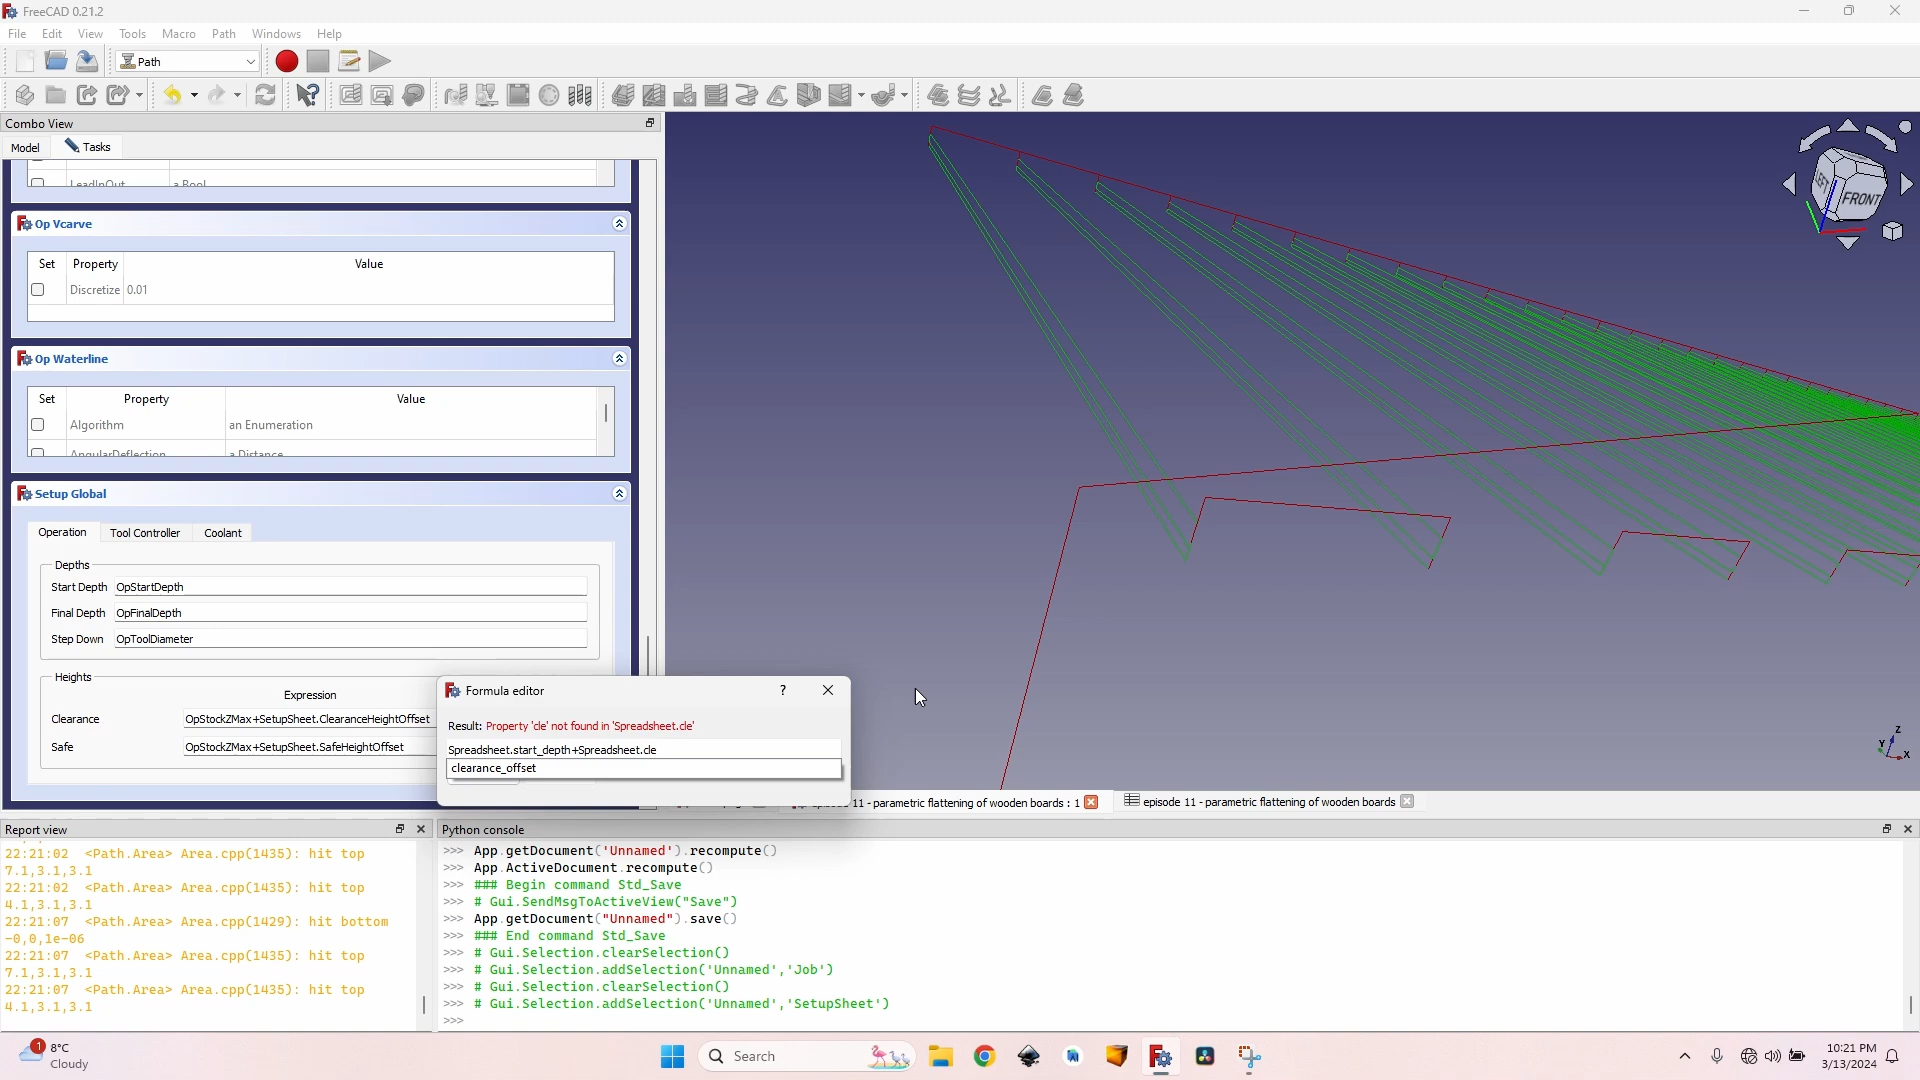 FreeCAD 0.21.2
File Edit View Tools Macro Path Windows Help
Path
Combo View
Model Tasks
LeadInOut a Bool
Op Vcarve
Set Property Value
Discretize 0.01
Op Waterline
Set Property Value
Algorithm an Enumeration
AngularDeflection a Distance
Setup Global
Operation Tool Controller Coolant
Depths
Start Depth OpStartDepth
Final Depth OpFinalDepth
Step Down OpToolDiameter
Heights
Expression
Clearance OpStockZMax+SetupSheet.ClearanceHeightOffset
Safe OpStockZMax+SetupSheet.SafeHeightOffset
Formula editor ?
Result: Property 'cle' not found in 'Spreadsheet.cle'
Spreadsheet.start_depth+Spreadsheet.cle
clearance_offset
LEFT FRONT
Z
Y
X
11 - parametric flattening of wooden boards : 1
episode 11 - parametric flattening of wooden boards
Report view
22:21:02 <Path.Area> Area.cpp(1435): hit top
7.1,3.1,3.1
22:21:02 <Path.Area> Area.cpp(1435): hit top
4.1,3.1,3.1
22:21:07 <Path.Area> Area.cpp(1429): hit bottom
-0,0,1e-06
22:21:07 <Path.Area> Area.cpp(1435): hit top
7.1,3.1,3.1
22:21:07 <Path.Area> Area.cpp(1435): hit top
4.1,3.1,3.1
Python console
>>> App.getDocument('Unnamed').recompute()
>>> App.ActiveDocument.recompute()
>>> ### Begin command Std_Save
>>> # Gui.SendMsgToActiveView("Save")
>>> App.getDocument("Unnamed").save()
>>> ### End command Std_Save
>>> # Gui.Selection.clearSelection()
>>> # Gui.Selection.addSelection('Unnamed','Job')
>>> # Gui.Selection.clearSelection()
>>> # Gui.Selection.addSelection('Unnamed','SetupSheet')
>>>
1
8°C
Cloudy
Search
10:21 PM
3/13/2024